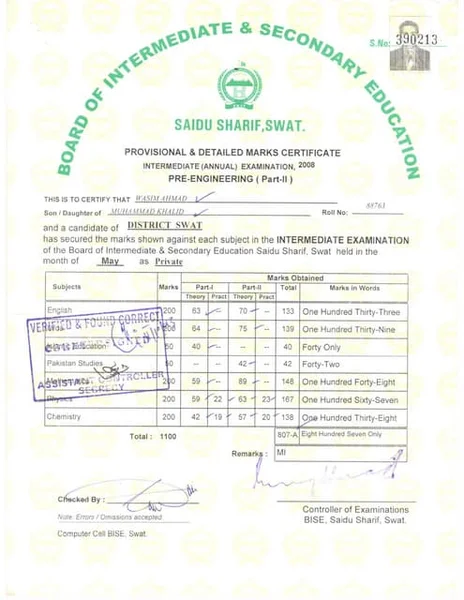 BOARD OF INTERMEDIATE & SECONDARY EDUCATION
S.No: 390213
SAIDU SHARIF, SWAT.
PROVISIONAL & DETAILED MARKS CERTIFICATE
INTERMEDIATE (ANNUAL) EXAMINATION, 2008
PRE-ENGINEERING ( Part-II )
THIS IS TO CERTIFY THAT WASIM AHMAD
Son / Daughter of MUHAMMAD KHALID Roll No: 88761
and a candidate of DISTRICT SWAT
has secured the marks shown against each subject in the INTERMEDIATE EXAMINATION
of the Board of Intermediate & Secondary Education Saidu Sharif, Swat held in the
month of May as Private
Marks Obtained
Subjects Marks Part-I Part-II Total Marks in Words
Theory Pract Theory Pract
English 200 63 -- 70 -- 133 One Hundred Thirty-Three
200 64 -- 75 -- 139 One Hundred Thirty-Nine
Education 50 40 -- -- -- 40 Forty Only
Pakistan Studies 50 -- -- 42 -- 42 Forty-Two
200 59 -- 89 -- 148 One Hundred Forty-Eight
Physics 200 59 22 63 23 167 One Hundred Sixty-Seven
Chemistry 200 42 19 57 20 138 One Hundred Thirty-Eight
VERIFIED & FOUND CORRECT
ASSISTANT CONTROLLER
SECRECY
Total : 1100
807-A Eight Hundred Seven Only
Remarks : MI
Checked By :
Note: Errors / Omissions accepted
Computer Cell BISE, Swat.
Controller of Examinations
BISE, Saidu Sharif, Swat.